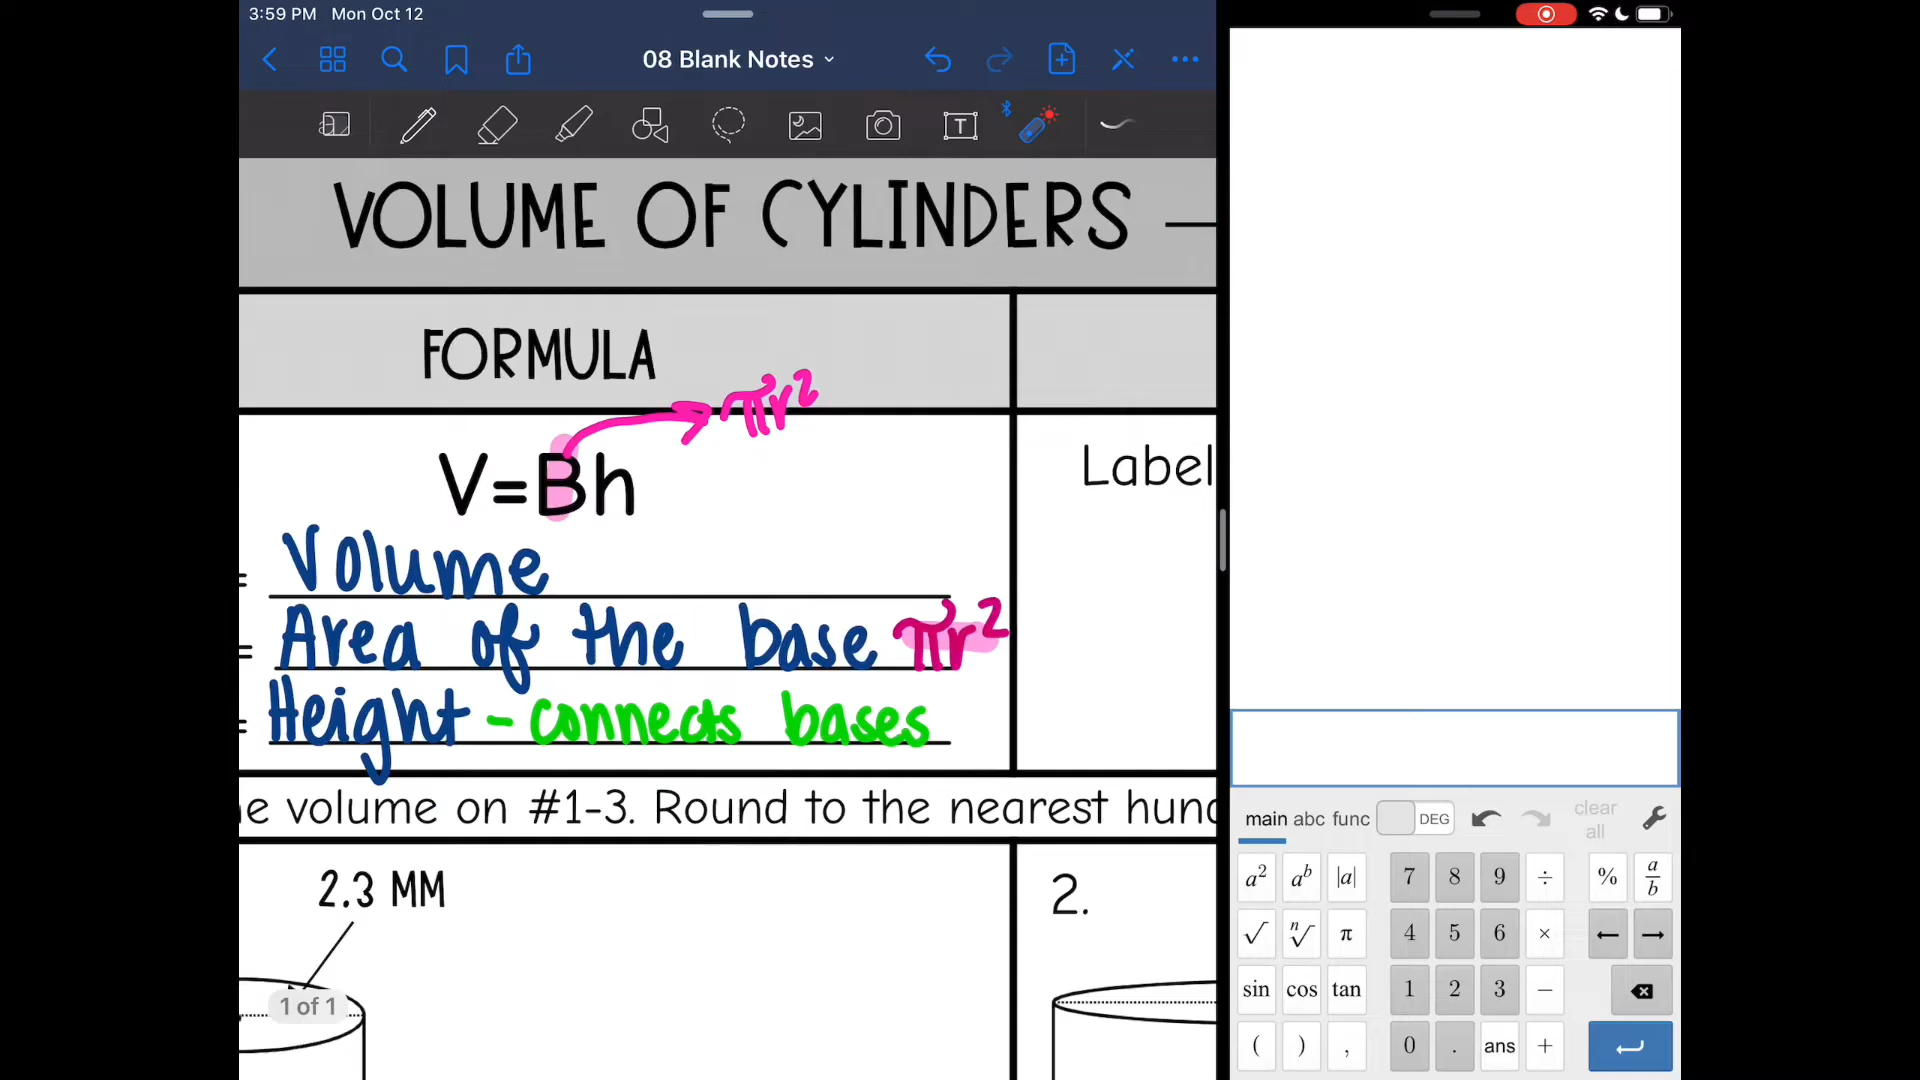 3:59 PM Mon Oct 12
08 Blank Notes
T
VOLUME OF CYLINDERS —
FORMULA
πr²
V=Bh
Label
= Volume
= Area of the base πr²
= Height - connects bases
e volume on #1-3. Round to the nearest hund
2.3 MM
2.
1 of 1
main abc func DEG clear all
a² aᵇ |a| 7 8 9 ÷ % a/b
√ ⁿ√ π 4 5 6 × ← →
sin cos tan 1 2 3 −
( ) , 0 . ans +